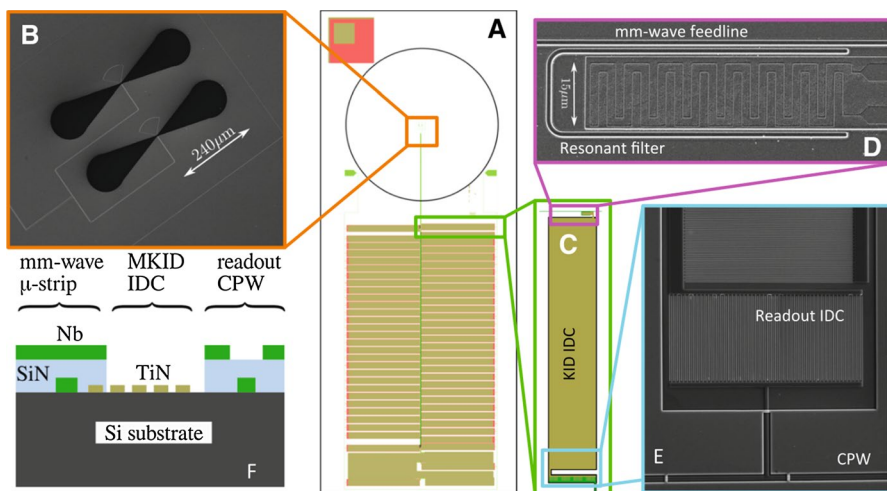 B
240μm
A
mm-wave feedline
15μm
Resonant filter
D
C
KID IDC
Readout IDC
E
CPW
mm-wave
μ-strip
MKID
IDC
readout
CPW
Nb
SiN
TiN
Si substrate
F